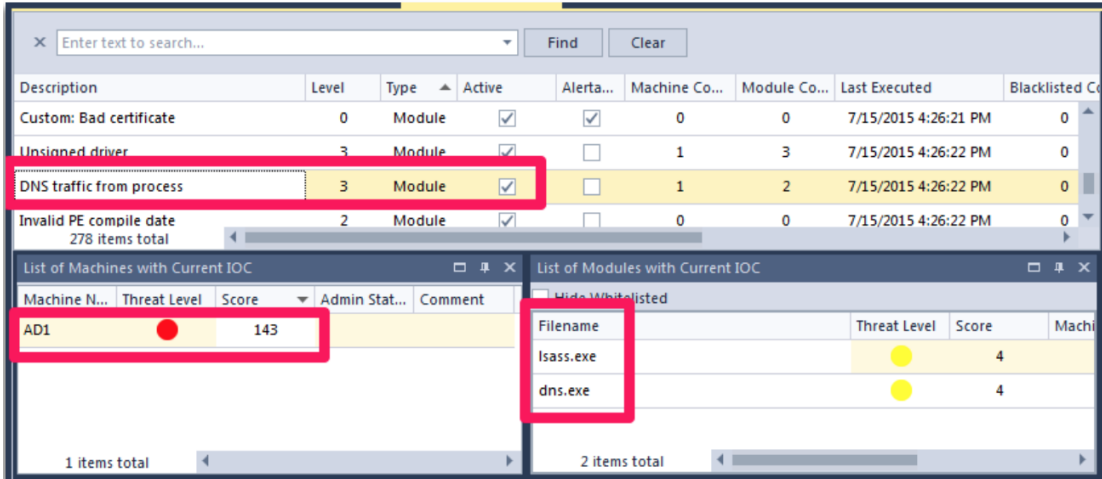 Enter text to search... Find Clear
Description Level Type Active Alerta... Machine Co... Module Co... Last Executed Blacklisted Co
Custom: Bad certificate 0 Module 0 0 7/15/2015 4:26:21 PM 0
Unsigned driver 3 Module 1 3 7/15/2015 4:26:22 PM 0
DNS traffic from process 3 Module 1 2 7/15/2015 4:26:22 PM 0
Invalid PE compile date 2 Module 0 0 7/15/2015 4:26:22 PM 0
278 items total
List of Machines with Current IOC
Machine N... Threat Level Score Admin Stat... Comment
AD1 143
1 items total
List of Modules with Current IOC
Hide Whitelisted
Filename Threat Level Score Machi
lsass.exe 4
dns.exe 4
2 items total